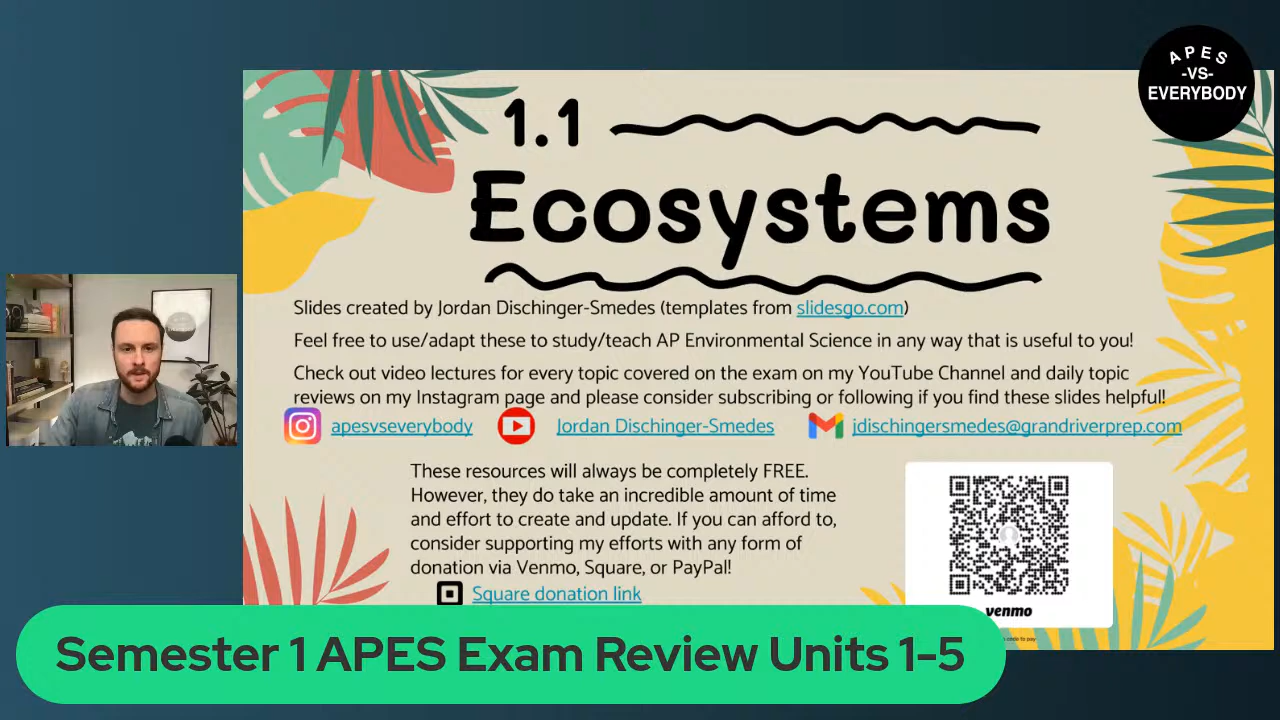 APES
-VS-
EVERYBODY
1.1
Ecosystems
Slides created by Jordan Dischinger-Smedes (templates from slidesgo.com)
Feel free to use/adapt these to study/teach AP Environmental Science in any way that is useful to you!
Check out video lectures for every topic covered on the exam on my YouTube Channel and daily topic
reviews on my Instagram page and please consider subscribing or following if you find these slides helpful!
apesvseverybody Jordan Dischinger-Smedes jdischingersmedes@grandriverprep.com
These resources will always be completely FREE.
However, they do take an incredible amount of time
and effort to create and update. If you can afford to,
consider supporting my efforts with any form of
donation via Venmo, Square, or PayPal!
Square donation link
venmo
code to pay
Semester 1 APES Exam Review Units 1-5